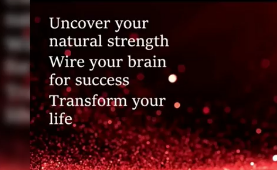 Uncover your
natural strength
Wire your brain
for success
Transform your
life